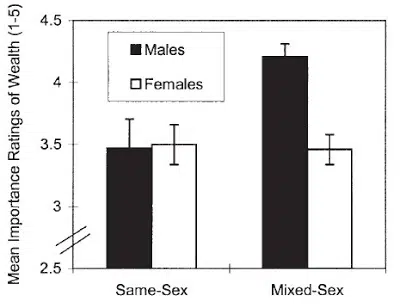 Mean Importance Ratings of Wealth (1-5)
4.5
4
3.5
3
2.5
Males
Females
Same-Sex
Mixed-Sex